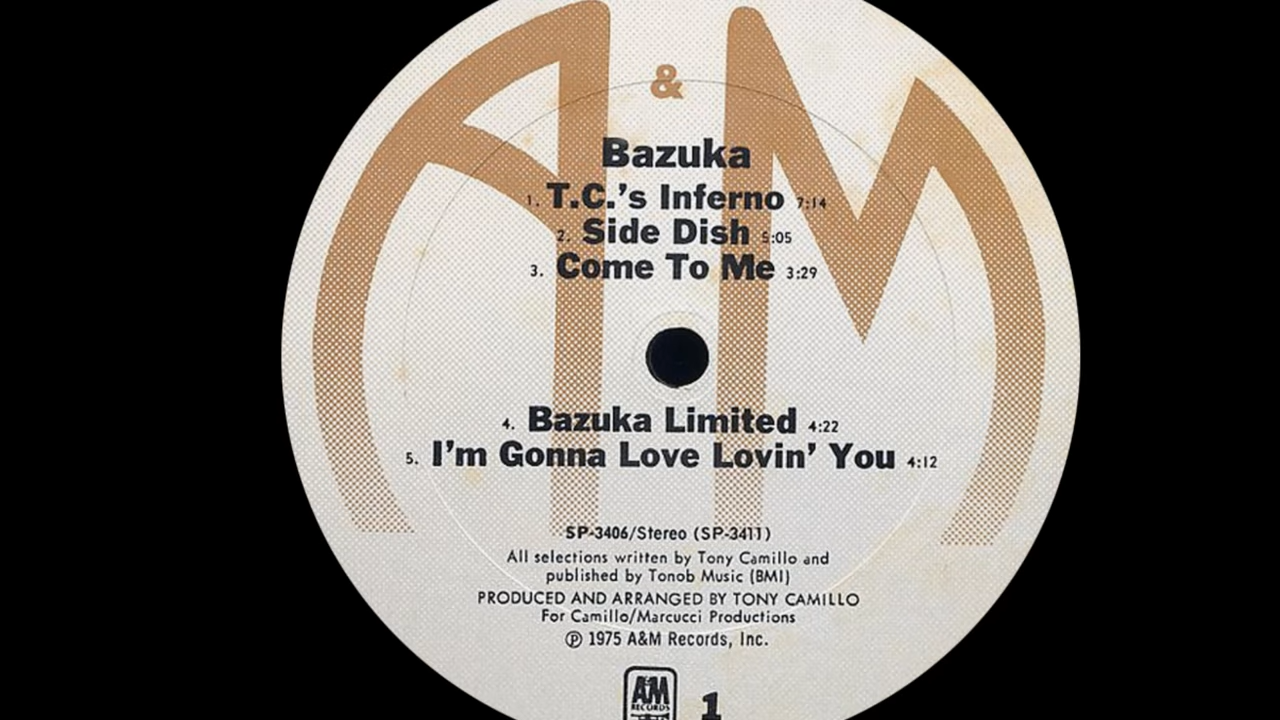 A&M
Bazuka
1. T.C.'s Inferno 7:14
2. Side Dish 5:05
3. Come To Me 3:29
4. Bazuka Limited 4:22
5. I'm Gonna Love Lovin' You 4:12
SP-3406/Stereo (SP-3411)
All selections written by Tony Camillo and
published by Tonob Music (BMI)
PRODUCED AND ARRANGED BY TONY CAMILLO
For Camillo/Marcucci Productions
℗ 1975 A&M Records, Inc.
AM
RECORDS
1